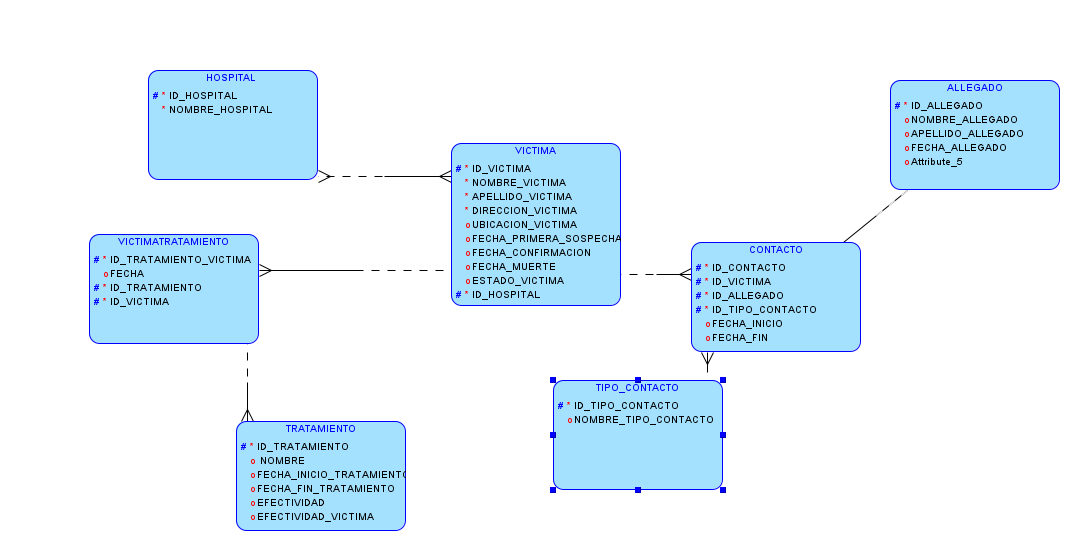 HOSPITAL
# * ID_HOSPITAL
* NOMBRE_HOSPITAL
ALLEGADO
# * ID_ALLEGADO
o NOMBRE_ALLEGADO
o APELLIDO_ALLEGADO
o FECHA_ALLEGADO
o Attribute_5
VICTIMA
# * ID_VICTIMA
* NOMBRE_VICTIMA
* APELLIDO_VICTIMA
* DIRECCION_VICTIMA
o UBICACION_VICTIMA
o FECHA_PRIMERA_SOSPECHA
o FECHA_CONFIRMACION
o FECHA_MUERTE
o ESTADO_VICTIMA
# * ID_HOSPITAL
VICTIMATRATAMIENTO
# * ID_TRATAMIENTO_VICTIMA
o FECHA
# * ID_TRATAMIENTO
# * ID_VICTIMA
CONTACTO
# * ID_CONTACTO
# * ID_VICTIMA
# * ID_ALLEGADO
# * ID_TIPO_CONTACTO
o FECHA_INICIO
o FECHA_FIN
TIPO_CONTACTO
# * ID_TIPO_CONTACTO
o NOMBRE_TIPO_CONTACTO
TRATAMIENTO
# * ID_TRATAMIENTO
o NOMBRE
o FECHA_INICIO_TRATAMIENTO
o FECHA_FIN_TRATAMIENTO
o EFECTIVIDAD
o EFECTIVIDAD_VICTIMA